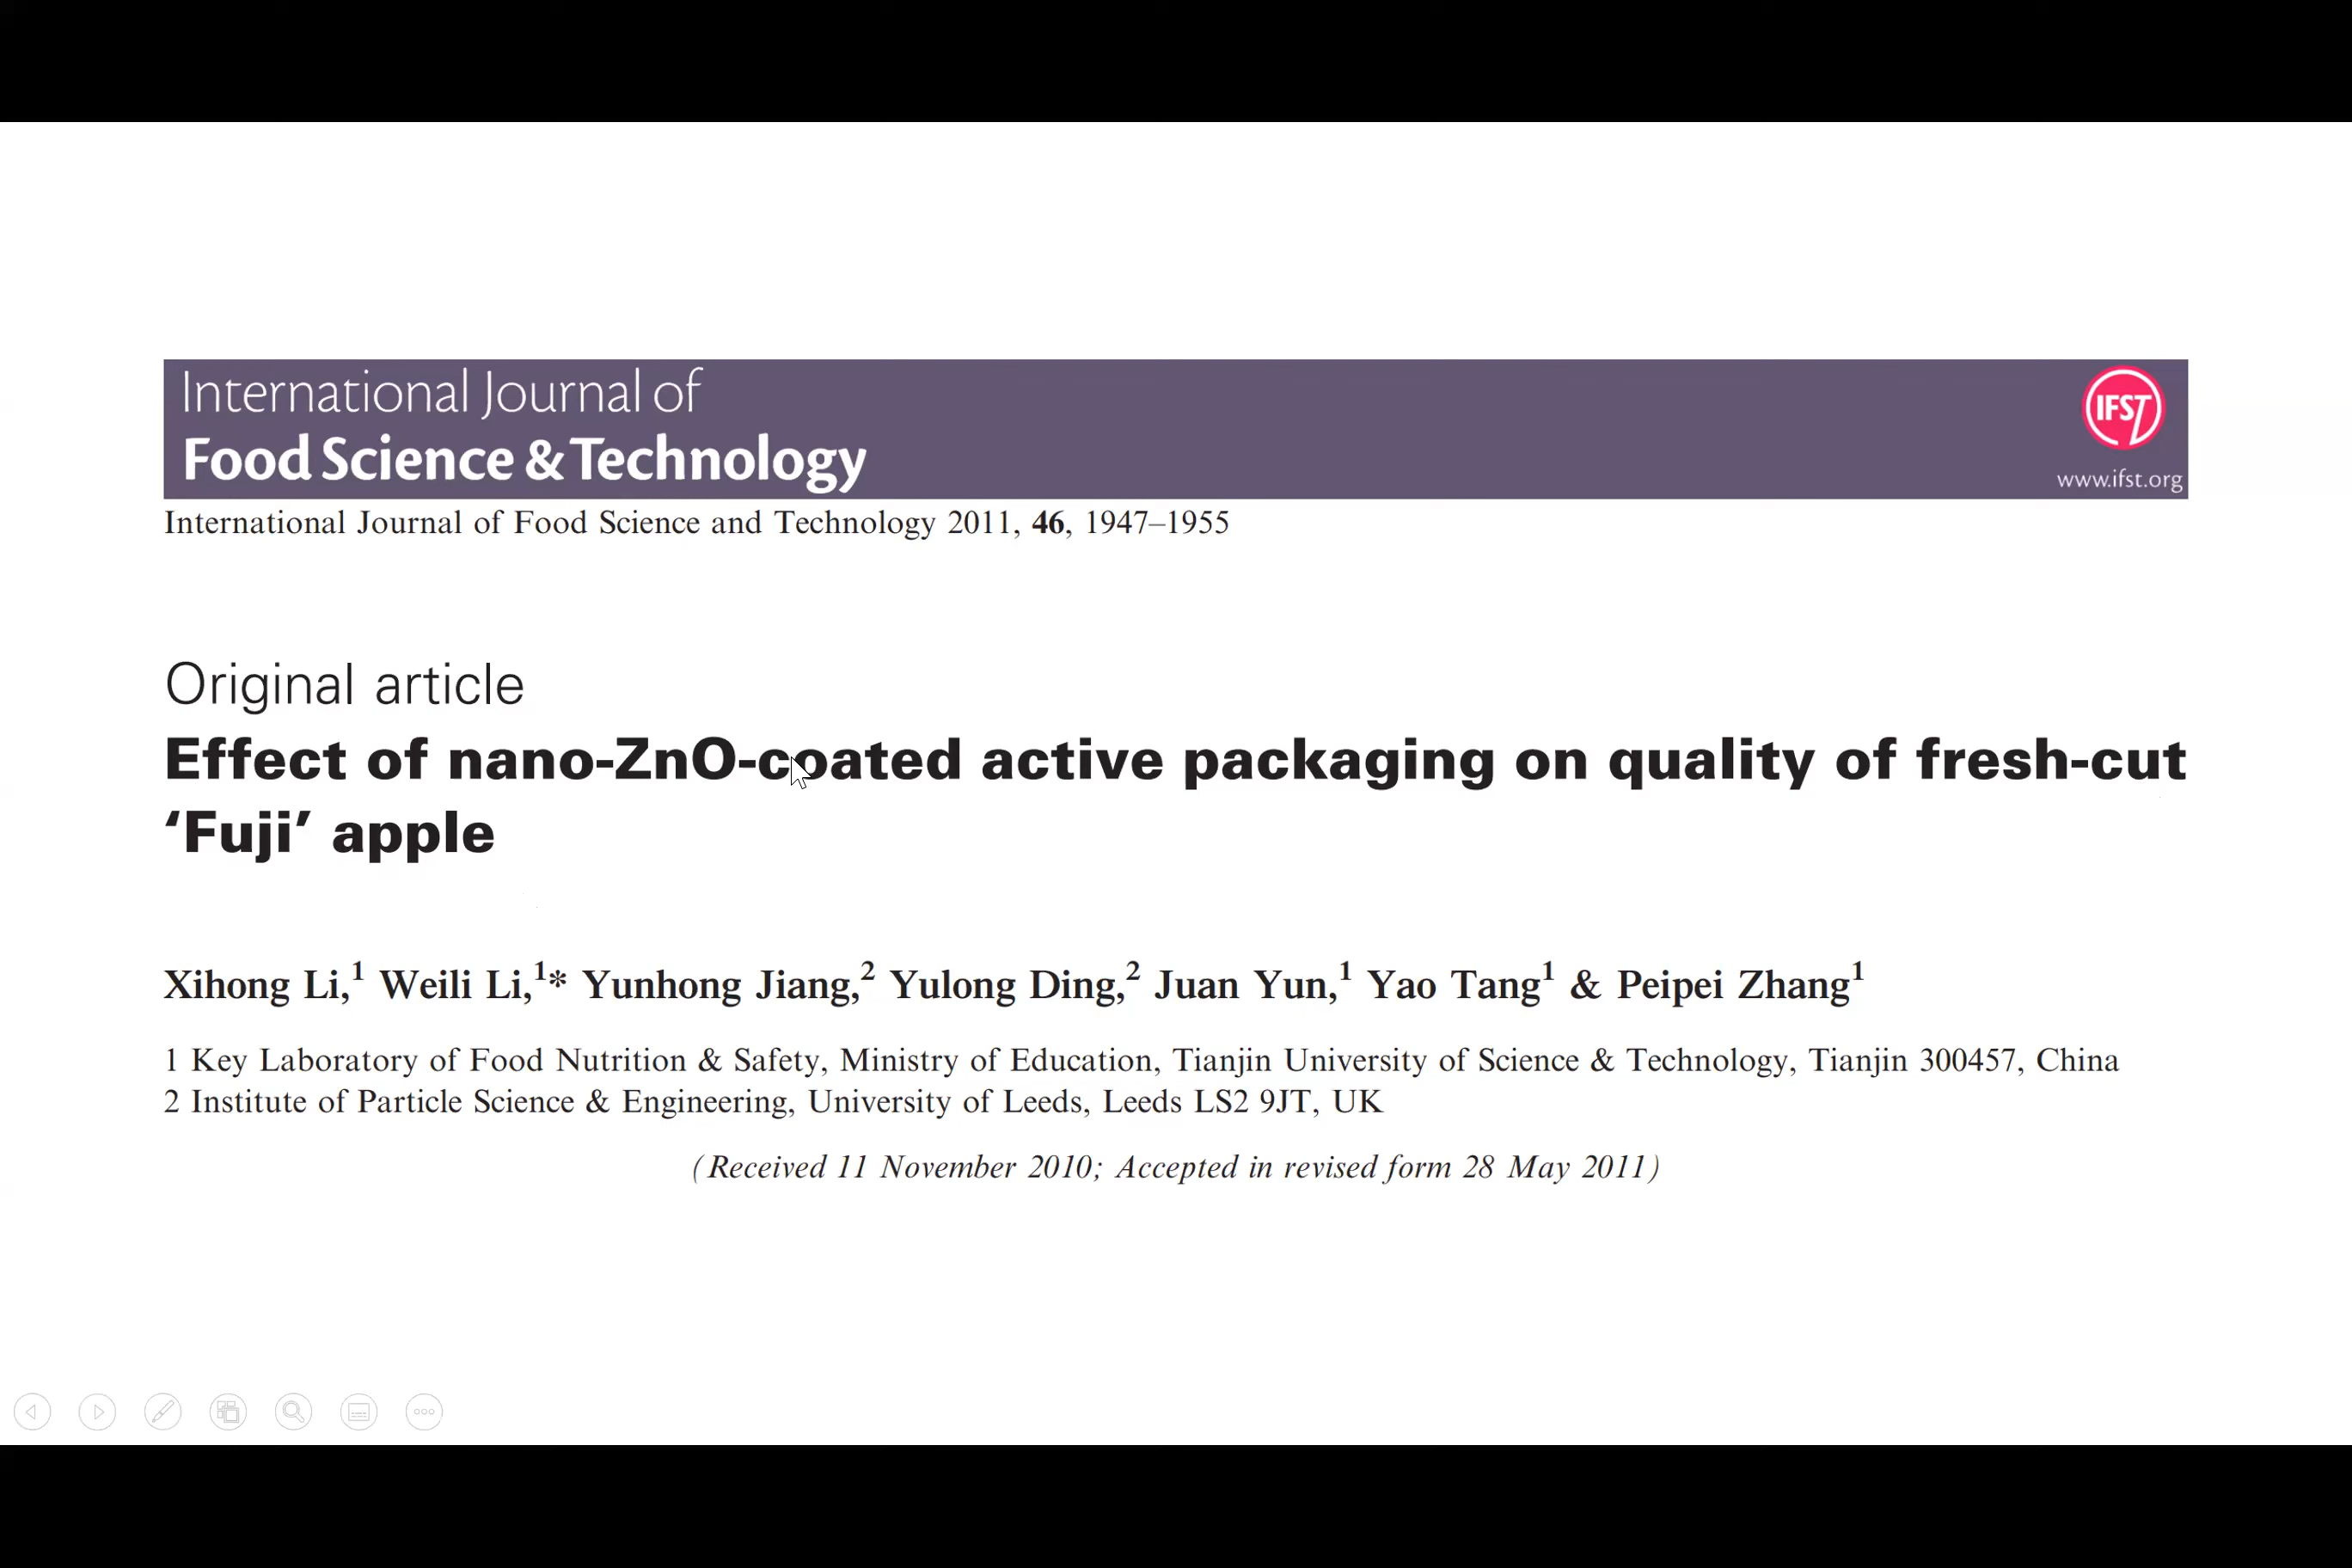 International Journal of
Food Science & Technology
IFST
www.ifst.org
International Journal of Food Science and Technology 2011, 46, 1947–1955
Original article
Effect of nano-ZnO-coated active packaging on quality of fresh-cut
‘Fuji’ apple
Xihong Li,1 Weili Li,1* Yunhong Jiang,2 Yulong Ding,2 Juan Yun,1 Yao Tang1 & Peipei Zhang1
1 Key Laboratory of Food Nutrition & Safety, Ministry of Education, Tianjin University of Science & Technology, Tianjin 300457, China
2 Institute of Particle Science & Engineering, University of Leeds, Leeds LS2 9JT, UK
(Received 11 November 2010; Accepted in revised form 28 May 2011)